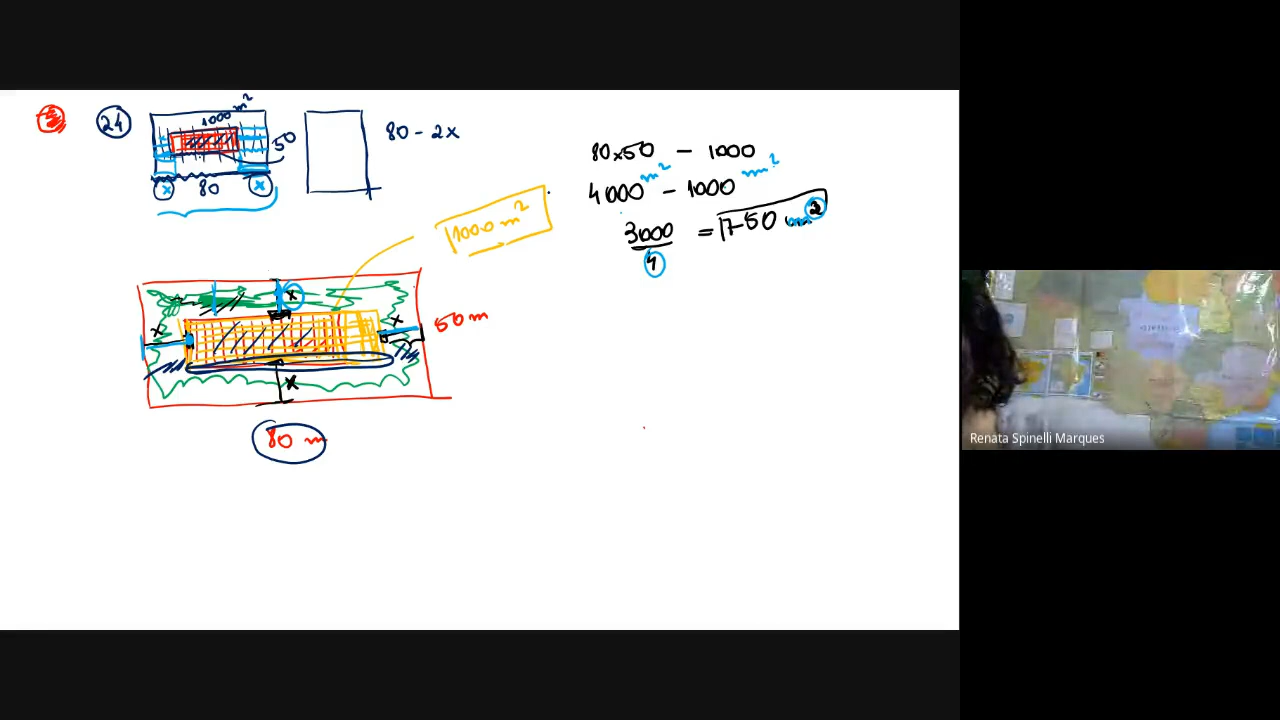 24
1000 m²
50
x
80
x
80 - 2x
80x50 - 1000
m² m²
4000 - 1000
3000 = 750 m²
4
1000 m²
x
x
x
50 m
x
80 m
Renata Spinelli Marques